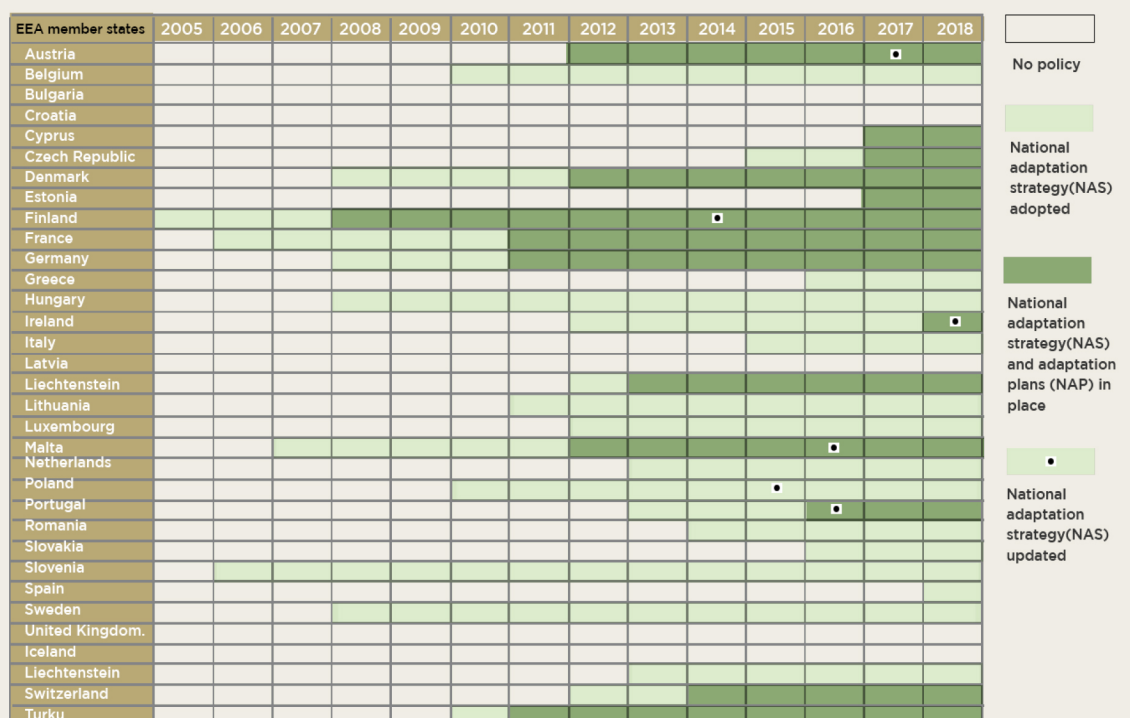 EEA member states 2005 2006 2007 2008 2009 2010 2011 2012 2013 2014 2015 2016 2017 2018
Austria
Belgium
Bulgaria
Croatia
Cyprus
Czech Republic
Denmark
Estonia
Finland
France
Germany
Greece
Hungary
Ireland
Italy
Latvia
Liechtenstein
Lithuania
Luxembourg
Malta
Netherlands
Poland
Portugal
Romania
Slovakia
Slovenia
Spain
Sweden
United Kingdom.
Iceland
Liechtenstein
Switzerland
Turku
No policy
National
adaptation
strategy(NAS)
adopted
National
adaptation
strategy(NAS)
and adaptation
plans (NAP) in
place
National
adaptation
strategy(NAS)
updated